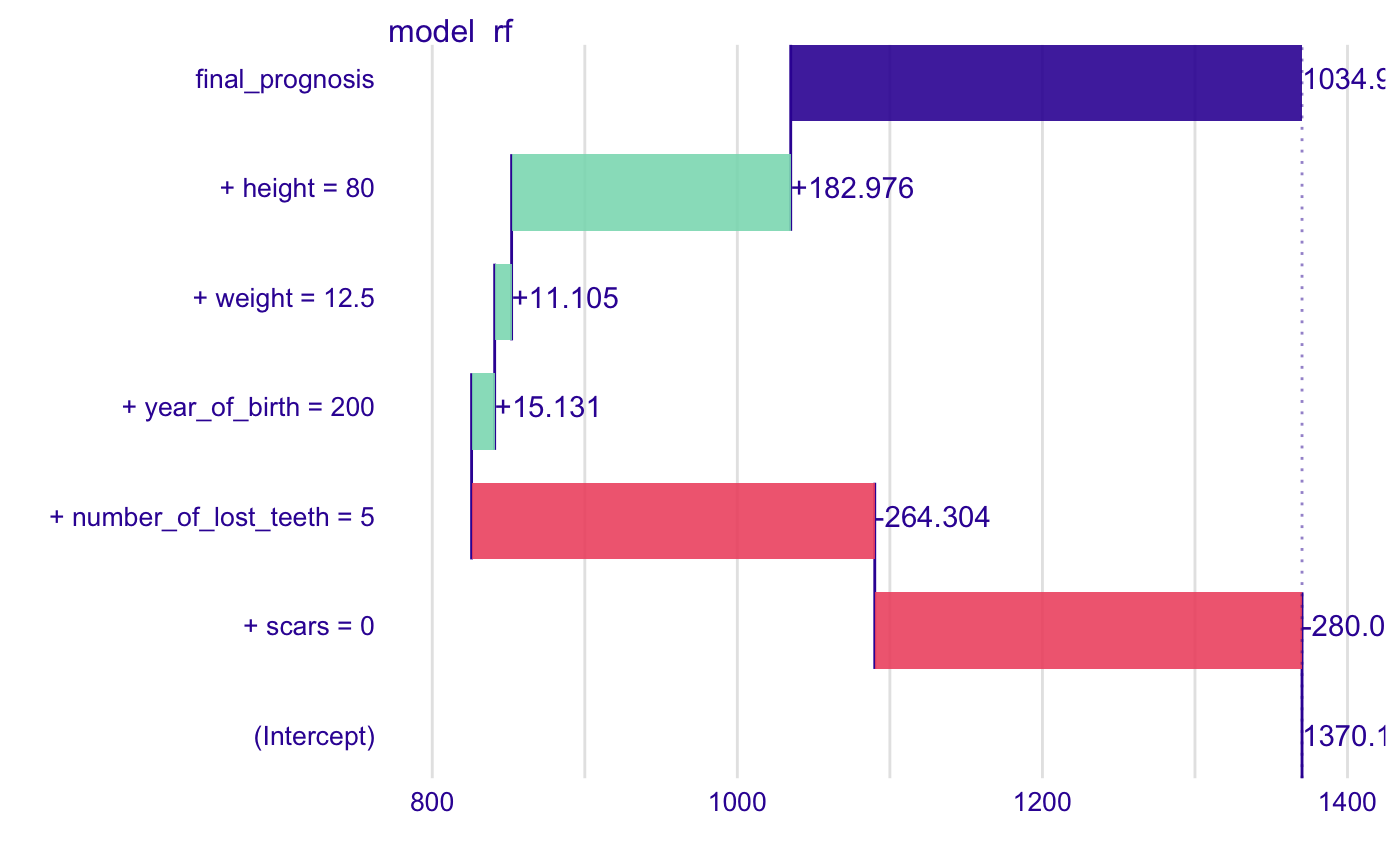 model rf
final_prognosis 1034.9
+ height = 80 +182.976
+ weight = 12.5 +11.105
+ year_of_birth = 200 +15.131
+ number_of_lost_teeth = 5 -264.304
+ scars = 0 -280.0
(Intercept) 1370.1
800 1000 1200 1400